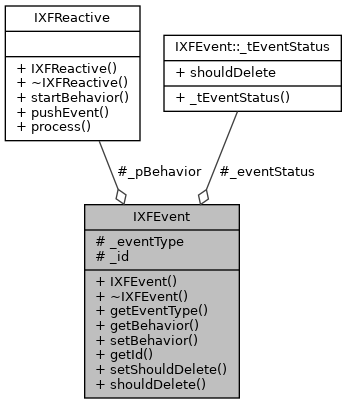 IXFReactive
+ IXFReactive()
+ ~IXFReactive()
+ startBehavior()
+ pushEvent()
+ process()
IXFEvent::_tEventStatus
+ shouldDelete
+ _tEventStatus()
#_pBehavior
#_eventStatus
IXFEvent
# _eventType
# _id
+ IXFEvent()
+ ~IXFEvent()
+ getEventType()
+ getBehavior()
+ setBehavior()
+ getId()
+ setShouldDelete()
+ shouldDelete()